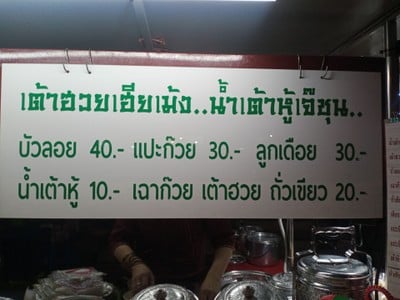 เต้าฮวยเฮียเม้ง..น้ำเต้าหู้เจ๊ซุน..
บัวลอย 40.- แปะก๊วย 30.- ลูกเดือย 30.-
น้ำเต้าหู้ 10.- เฉาก๊วย เต้าฮวย ถั่วเขียว 20.-